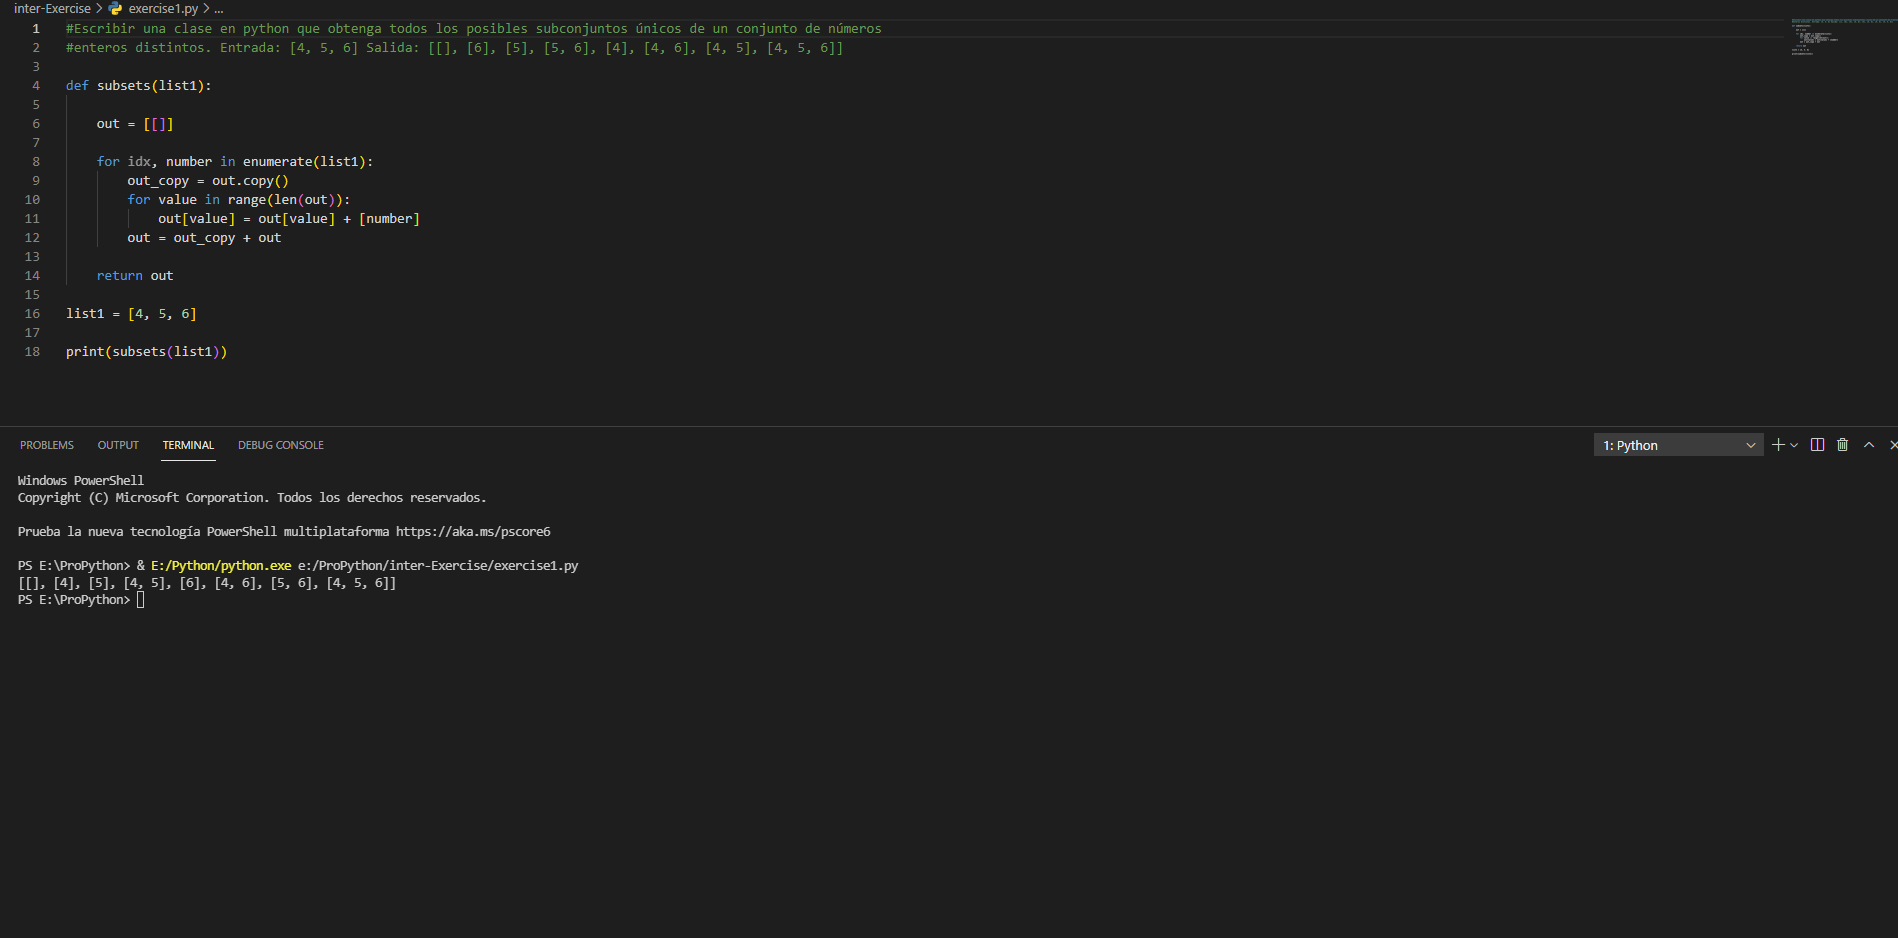 inter-Exercise > exercise1.py > ...
1 #Escribir una clase en python que obtenga todos los posibles subconjuntos únicos de un conjunto de números
2 #enteros distintos. Entrada: [4, 5, 6] Salida: [[], [6], [5], [5, 6], [4], [4, 6], [4, 5], [4, 5, 6]]
3
4 def subsets(list1):
5
6     out = [[]]
7
8     for idx, number in enumerate(list1):
9         out_copy = out.copy()
10         for value in range(len(out)):
11             out[value] = out[value] + [number]
12         out = out_copy + out
13
14     return out
15
16 list1 = [4, 5, 6]
17
18 print(subsets(list1))
PROBLEMS OUTPUT TERMINAL DEBUG CONSOLE 1: Python
Windows PowerShell
Copyright (C) Microsoft Corporation. Todos los derechos reservados.
Prueba la nueva tecnología PowerShell multiplataforma https://aka.ms/pscore6
PS E:\ProPython> & E:/Python/python.exe e:/ProPython/inter-Exercise/exercise1.py
[[], [4], [5], [4, 5], [6], [4, 6], [5, 6], [4, 5, 6]]
PS E:\ProPython>